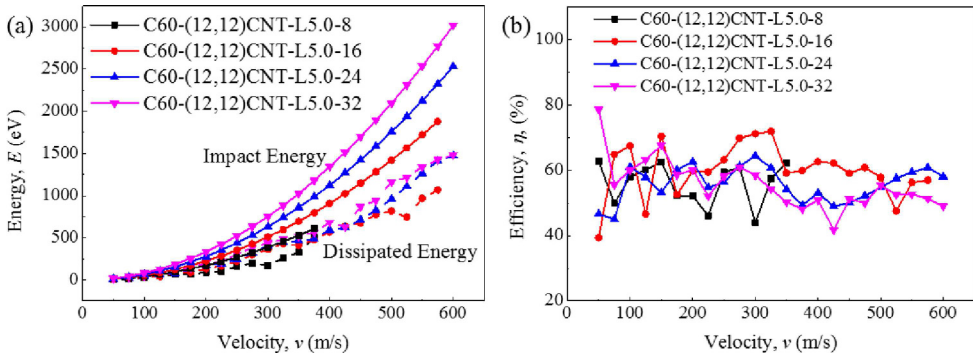 (a)
C60-(12,12)CNT-L5.0-8
C60-(12,12)CNT-L5.0-16
C60-(12,12)CNT-L5.0-24
C60-(12,12)CNT-L5.0-32
Impact Energy
Dissipated Energy
Energy, E (eV)
3000
2500
2000
1500
1000
500
0
0 100 200 300 400 500 600
Velocity, v (m/s)
(b)
C60-(12,12)CNT-L5.0-8
C60-(12,12)CNT-L5.0-16
C60-(12,12)CNT-L5.0-24
C60-(12,12)CNT-L5.0-32
Efficiency, η, (%)
100
80
60
40
20
0 100 200 300 400 500 600
Velocity, v (m/s)